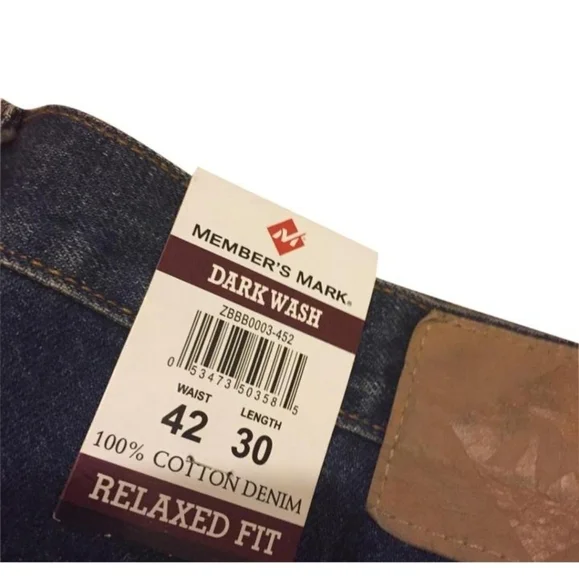 MEMBER'S MARK®
DARK WASH
ZBBB0003-452
0 53473 50358 5
WAIST LENGTH
42 30
100% COTTON DENIM
RELAXED FIT